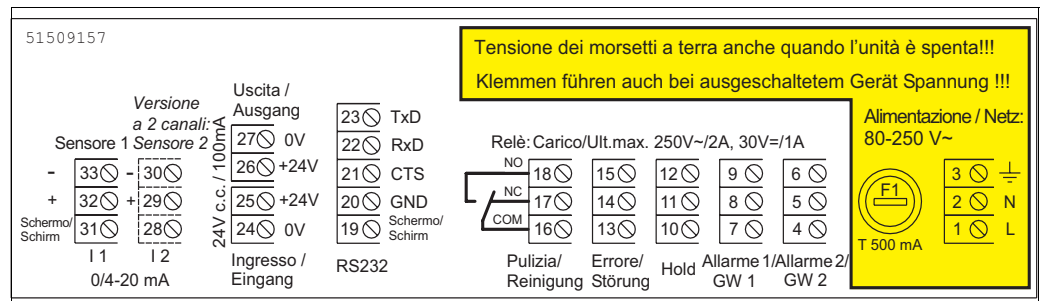 51509157
Tensione dei morsetti a terra anche quando l'unità è spenta!!!
Klemmen führen auch bei ausgeschaltetem Gerät Spannung !!!
Alimentazione / Netz:
80-250 V~
F1
T 500 mA
3
2 N
1 L
Versione
a 2 canali:
Sensore 1 Sensore 2
- 33 - 30
+ 32 + 29
Schermo/
Schirm
31 28
I 1 I 2
0/4-20 mA
24V c.c. / 100mA
Uscita /
Ausgang
27 0V
26 +24V
25 +24V
24 0V
Ingresso /
Eingang
23 TxD
22 RxD
21 CTS
20 GND
19 Schermo/
Schirm
RS232
Relè: Carico/Ult.max. 250V~/2A, 30V=/1A
NO 18 15 12 9 6
NC 17 14 11 8 5
COM 16 13 10 7 4
Pulizia/
Reinigung
Errore/
Störung
Hold
Allarme 1/
GW 1
Allarme 2/
GW 2